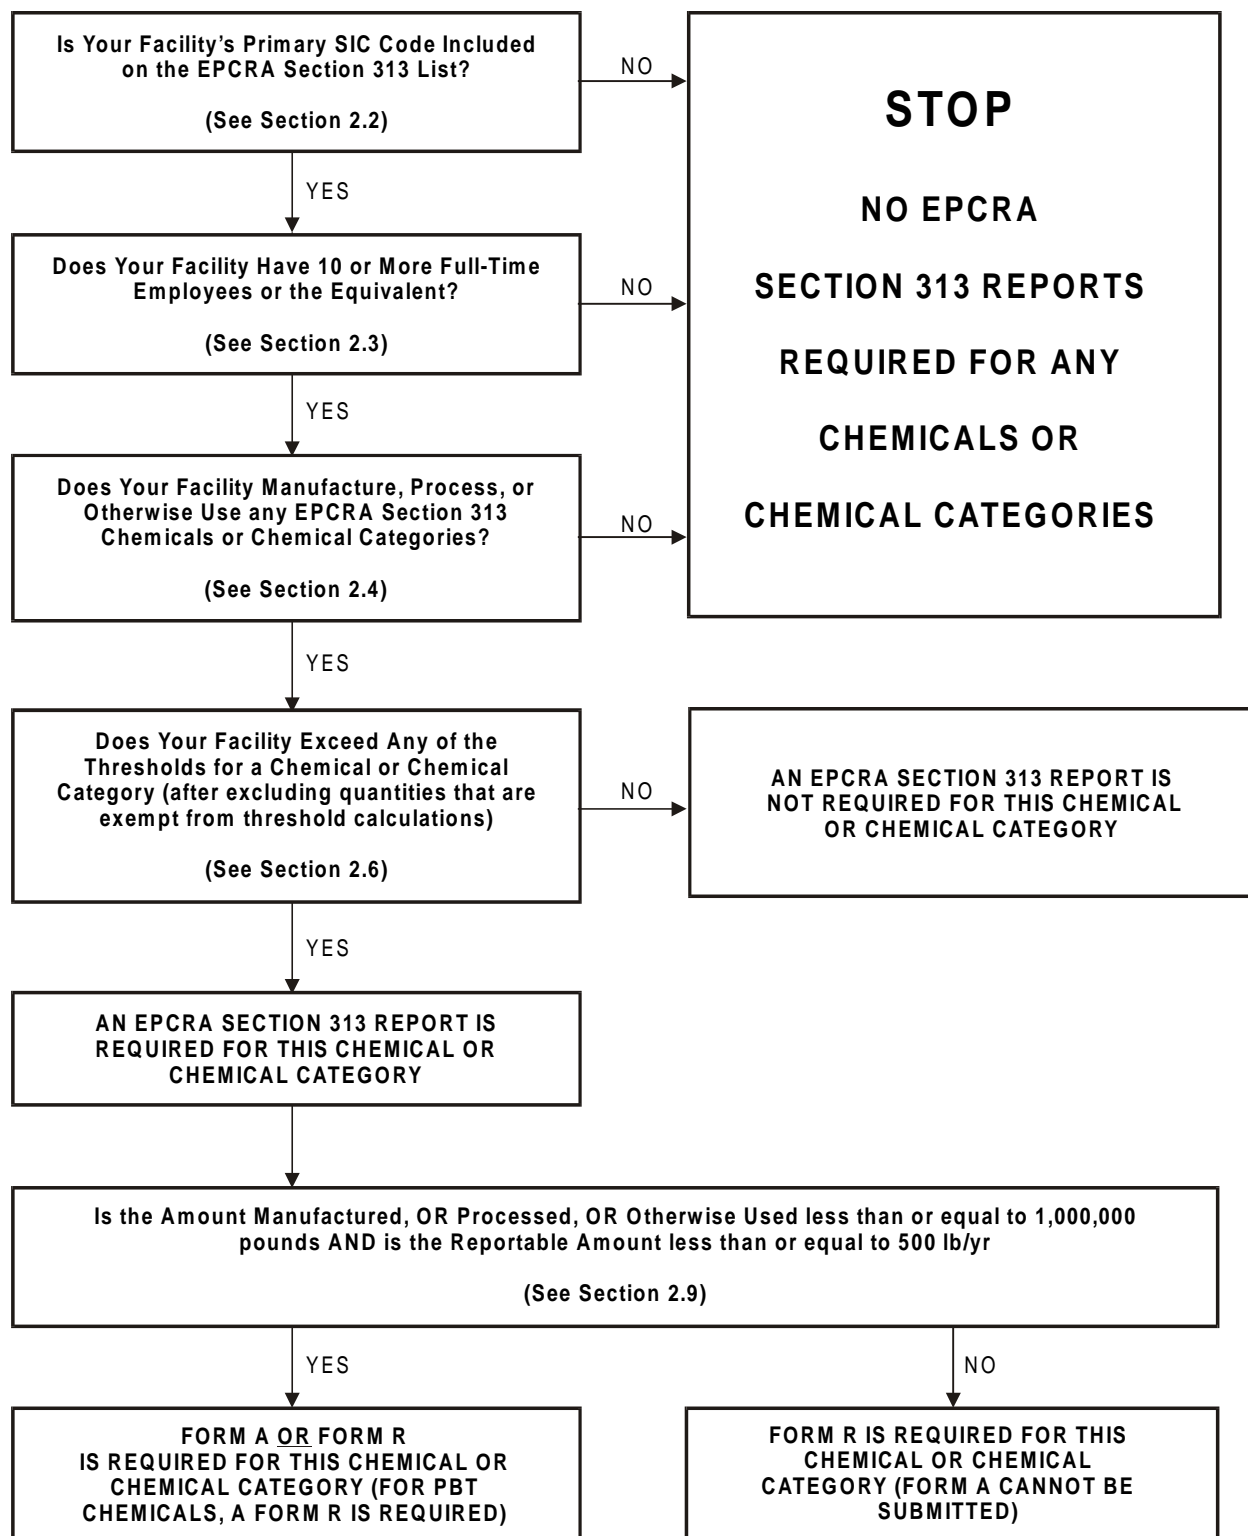 Is Your Facility’s Primary SIC Code Included
on the EPCRA Section 313 List?
(See Section 2.2)
NO
STOP
NO EPCRA
SECTION 313 REPORTS
REQUIRED FOR ANY
CHEMICALS OR
CHEMICAL CATEGORIES
YES
Does Your Facility Have 10 or More Full-Time
Employees or the Equivalent?
(See Section 2.3)
NO
YES
Does Your Facility Manufacture, Process, or
Otherwise Use any EPCRA Section 313
Chemicals or Chemical Categories?
(See Section 2.4)
NO
YES
Does Your Facility Exceed Any of the
Thresholds for a Chemical or Chemical
Category (after excluding quantities that are
exempt from threshold calculations)
(See Section 2.6)
NO
AN EPCRA SECTION 313 REPORT IS
NOT REQUIRED FOR THIS CHEMICAL
OR CHEMICAL CATEGORY
YES
AN EPCRA SECTION 313 REPORT IS
REQUIRED FOR THIS CHEMICAL OR
CHEMICAL CATEGORY
Is the Amount Manufactured, OR Processed, OR Otherwise Used less than or equal to 1,000,000
pounds AND is the Reportable Amount less than or equal to 500 lb/yr
(See Section 2.9)
YES
NO
FORM A OR FORM R
IS REQUIRED FOR THIS CHEMICAL OR
CHEMICAL CATEGORY (FOR PBT
CHEMICALS, A FORM R IS REQUIRED)
FORM R IS REQUIRED FOR THIS
CHEMICAL OR CHEMICAL
CATEGORY (FORM A CANNOT BE
SUBMITTED)